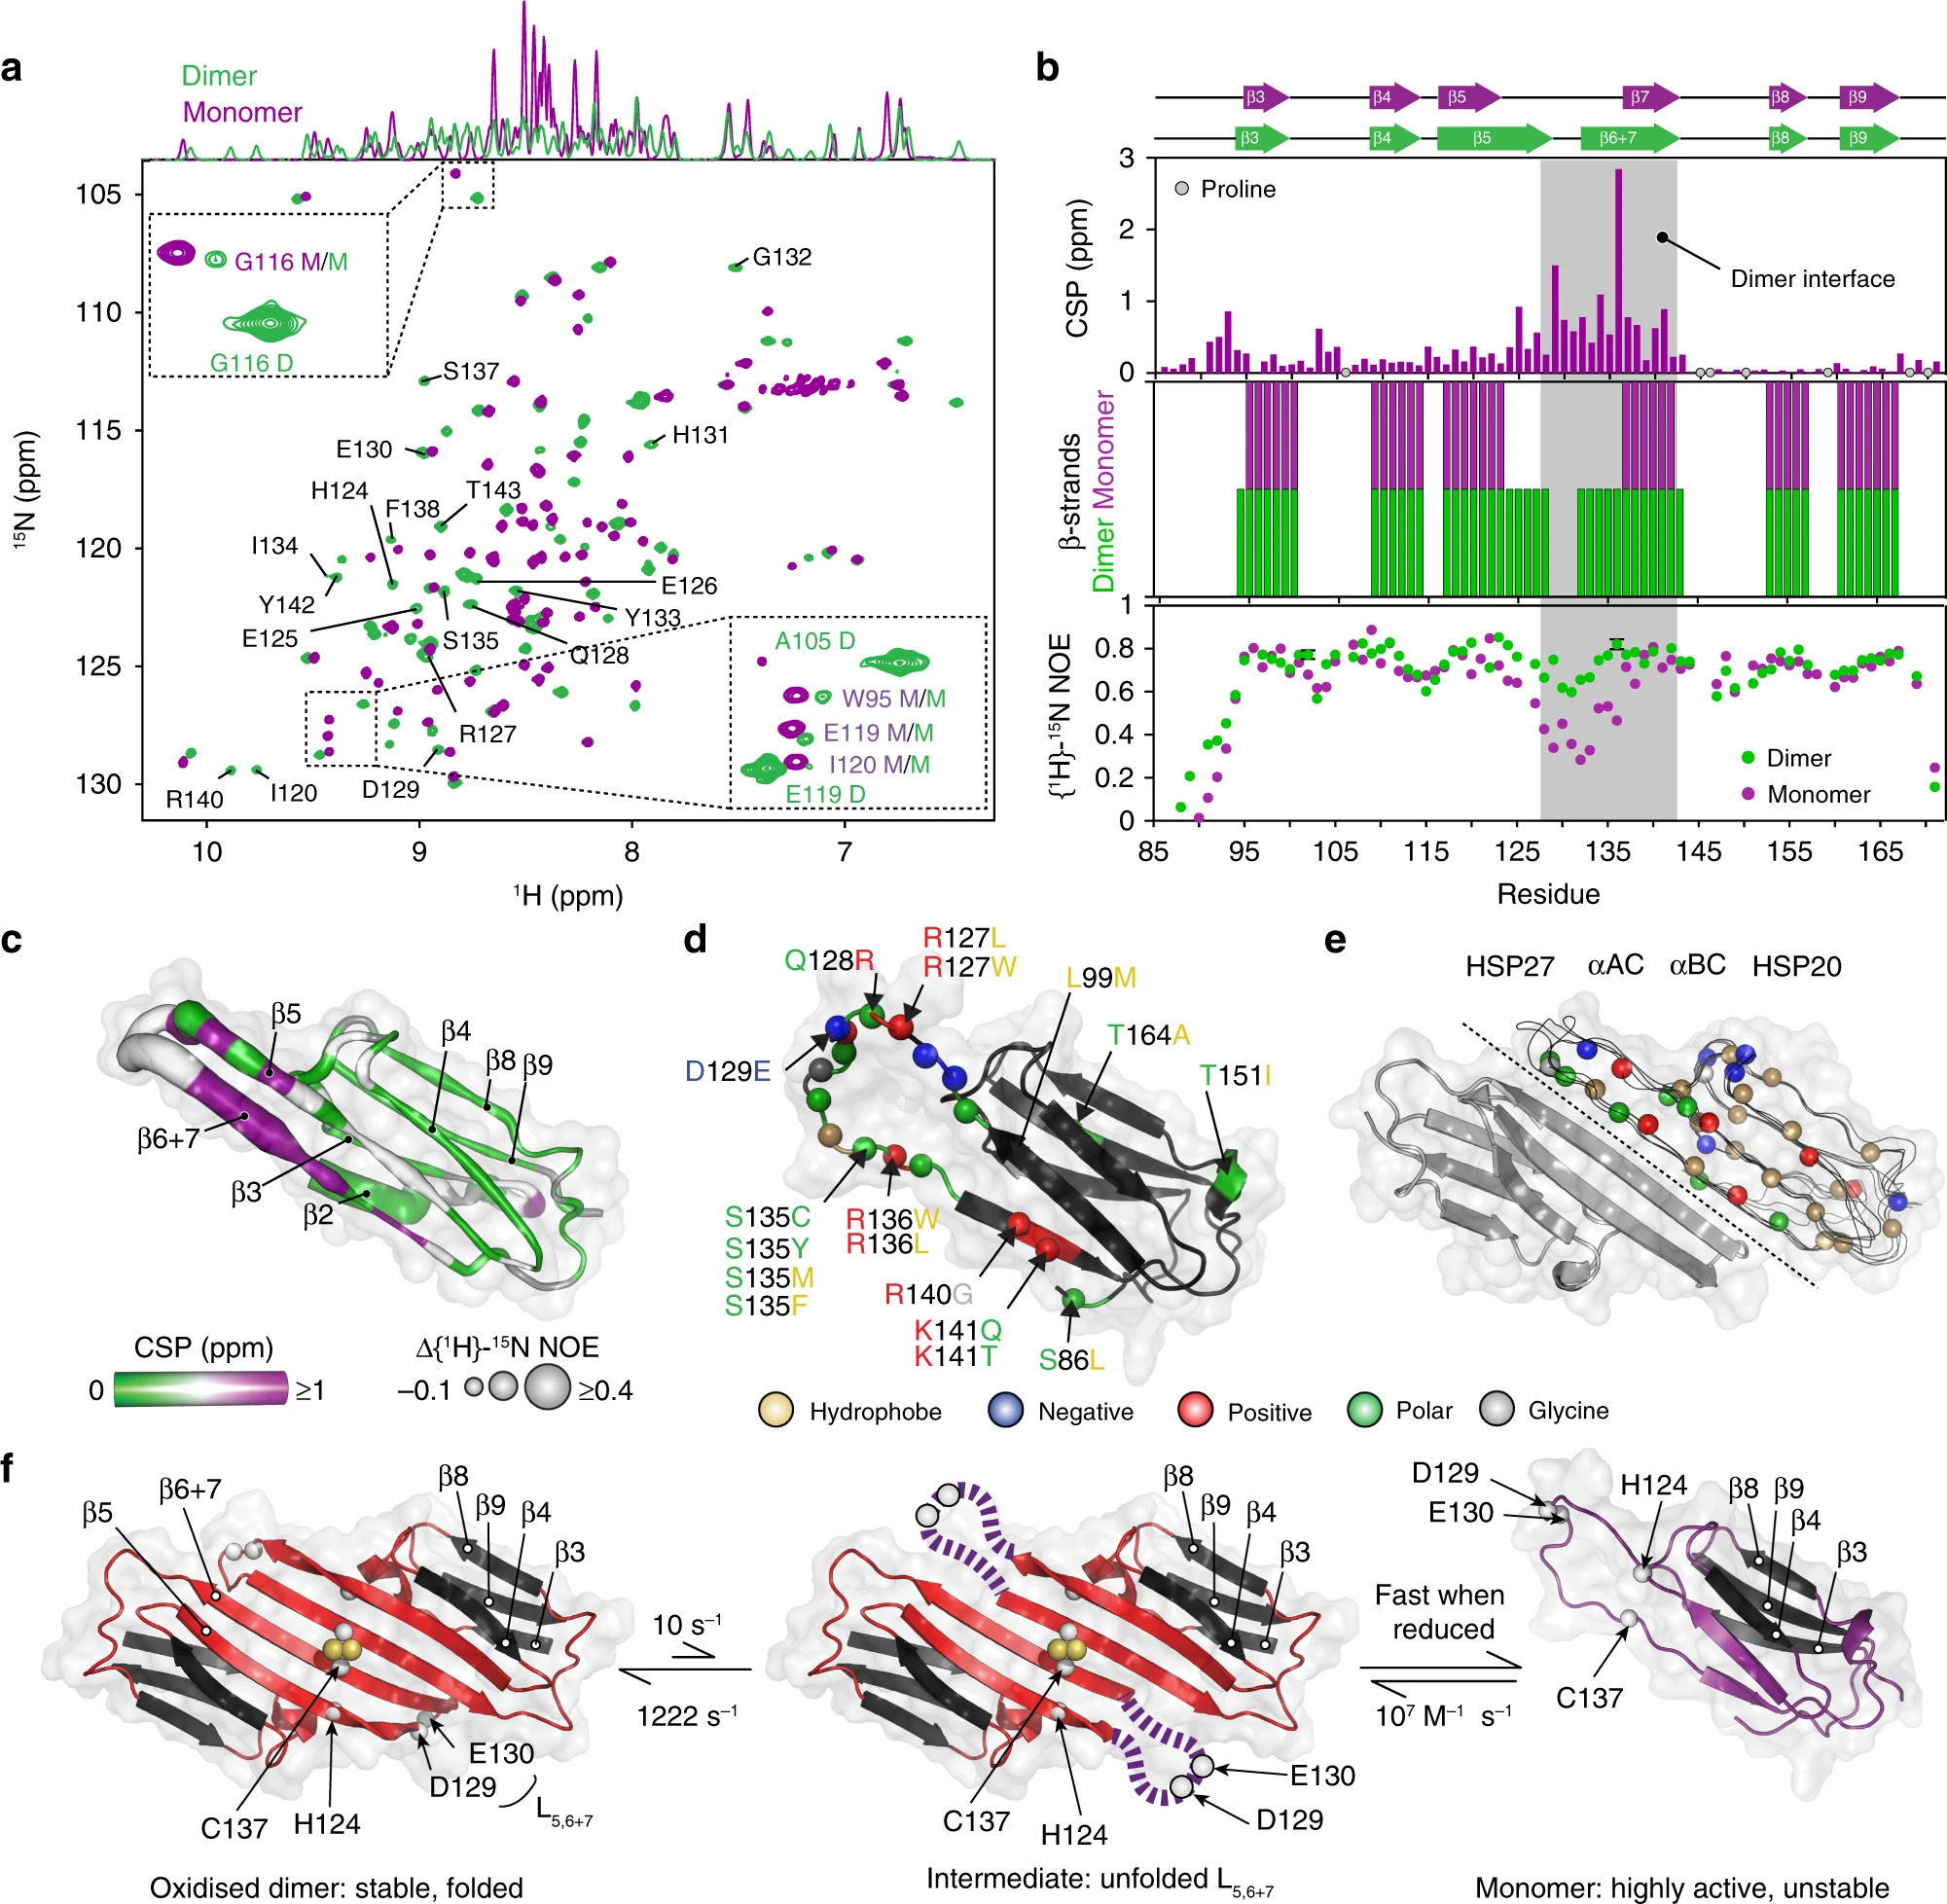 a
Dimer
Monomer
105
110
115
120
125
130
15N (ppm)
10
9
8
7
1H (ppm)
G116 M/M
G116 D
G132
S137
E130
H131
H124
T143
F138
I134
Y142
E125
S135
E126
Y133
Q128
R127
D129
R140
I120
A105 D
W95 M/M
E119 M/M
I120 M/M
E119 D
b
β3
β4
β5
β7
β8
β9
β3
β4
β5
β6+7
β8
β9
3
2
1
0
CSP (ppm)
Proline
Dimer interface
β-strands
Dimer Monomer
1
0.8
0.6
0.4
0.2
0
{1H}-15N NOE
Dimer
Monomer
85
95
105
115
125
135
145
155
165
Residue
c
β5
β4
β8
β9
β6+7
β3
β2
CSP (ppm)
0
≥1
Δ{1H}-15N NOE
–0.1
≥0.4
d
Q128R
R127L
R127W
L99M
T164A
T151I
D129E
S135C
S135Y
S135M
S135F
R136W
R136L
R140G
K141Q
K141T
S86L
Hydrophobe
Negative
Positive
Polar
Glycine
e
HSP27
αAC
αBC
HSP20
f
β5
β6+7
β8
β9
β4
β3
E130
D129
L5,6+7
C137
H124
Oxidised dimer: stable, folded
10 s–1
1222 s–1
β8
β9
β4
β3
E130
D129
C137
H124
Intermediate: unfolded L5,6+7
Fast when
reduced
107 M–1 s–1
D129
E130
H124
β8
β9
β4
β3
C137
Monomer: highly active, unstable